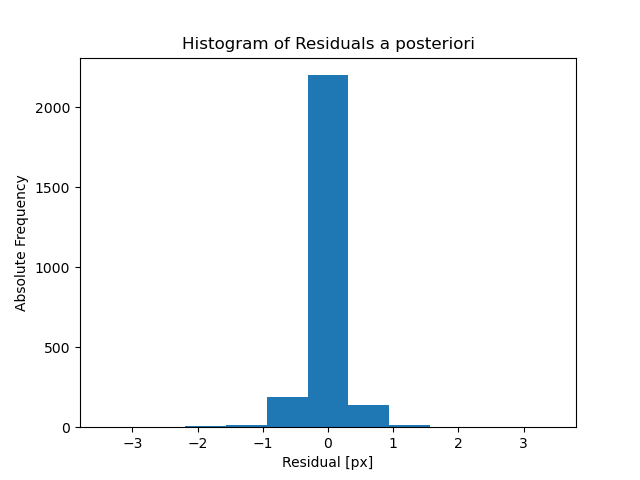 Histogram of Residuals a posteriori
2000
1500
1000
500
0
Absolute Frequency
−3 −2 −1 0 1 2 3
Residual [px]